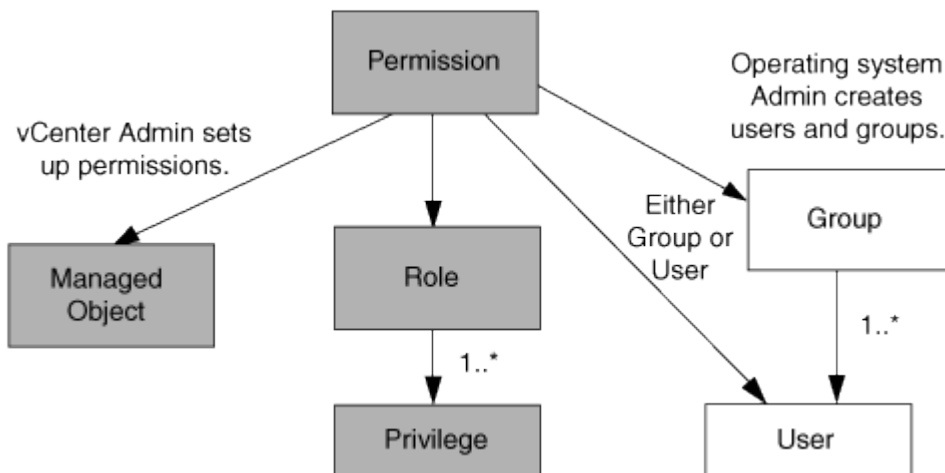 Permission
Operating system
Admin creates
users and groups.
vCenter Admin sets
up permissions.
Either
Group or
User
Group
Managed
Object
Role
1..*
1..*
Privilege
User